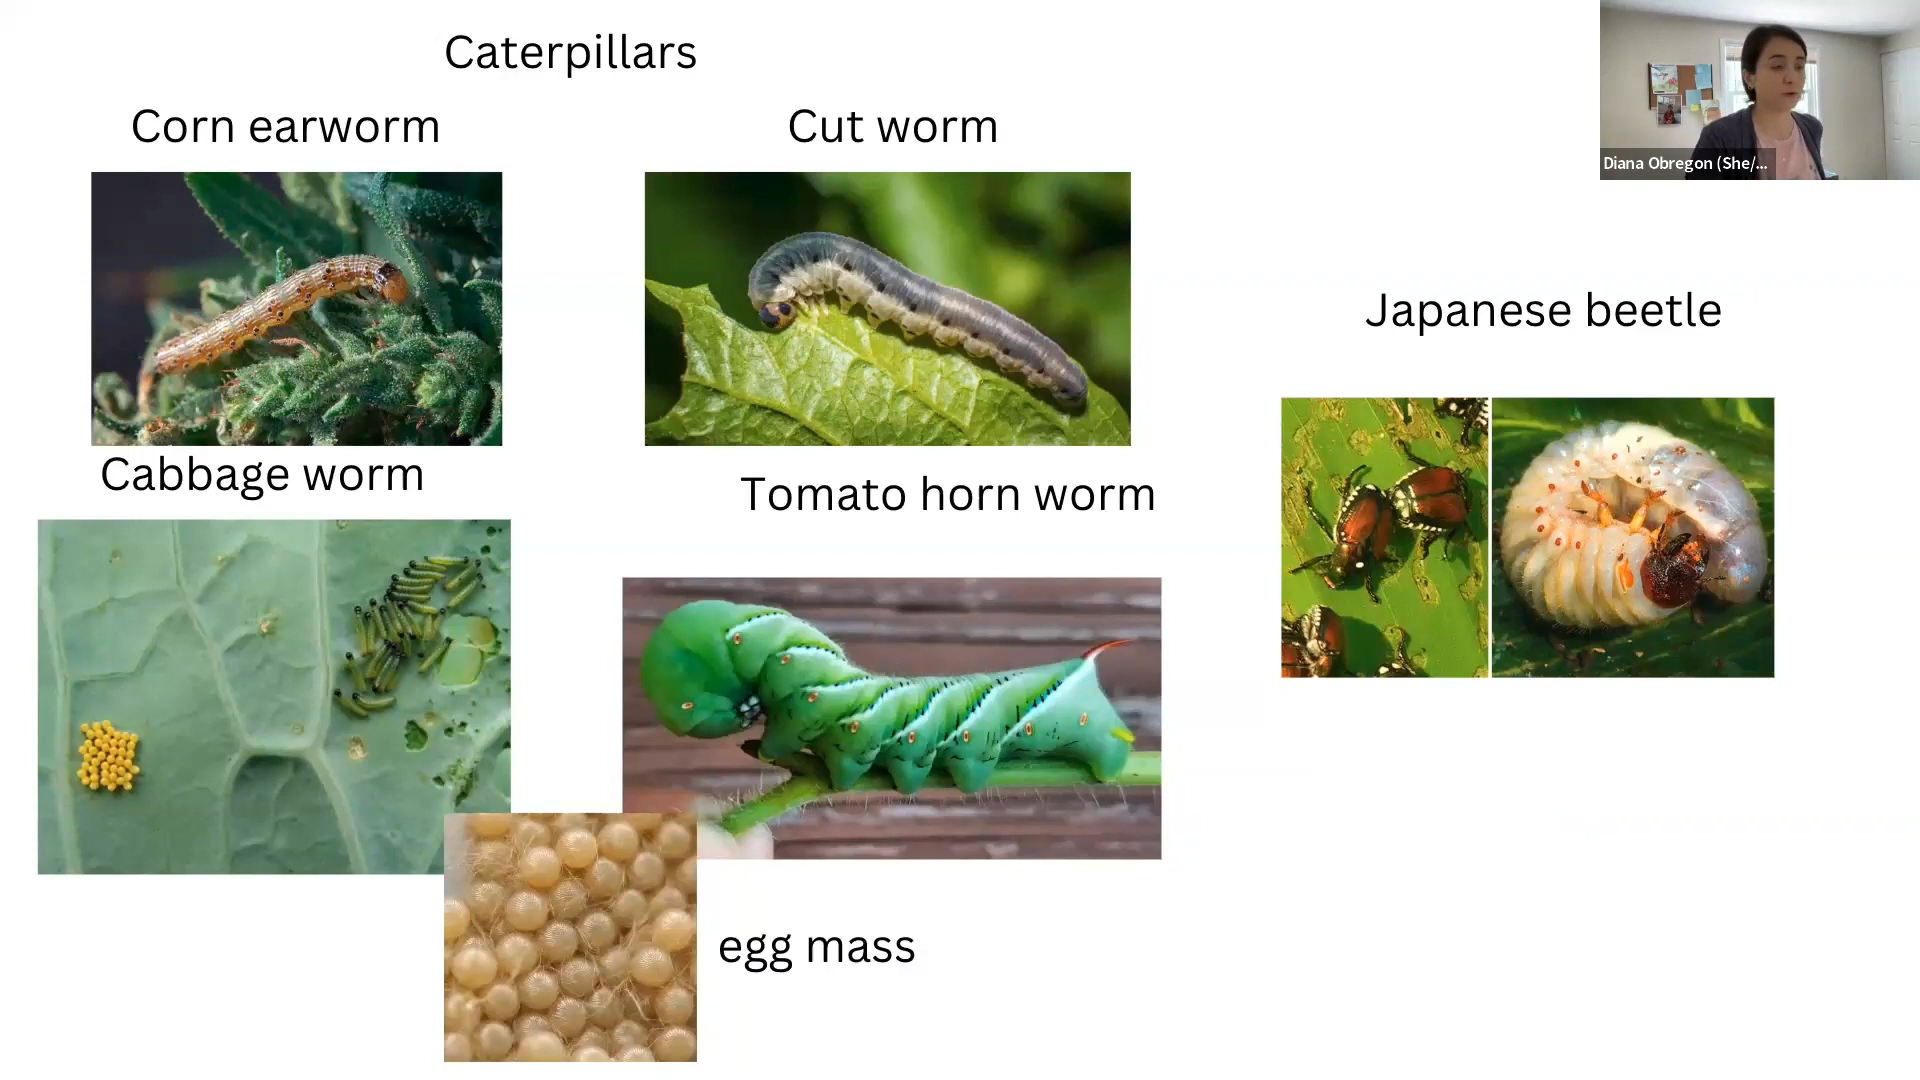 Caterpillars
Corn earworm
Cut worm
Diana Obregon (She/...
Japanese beetle
Cabbage worm
Tomato horn worm
egg mass